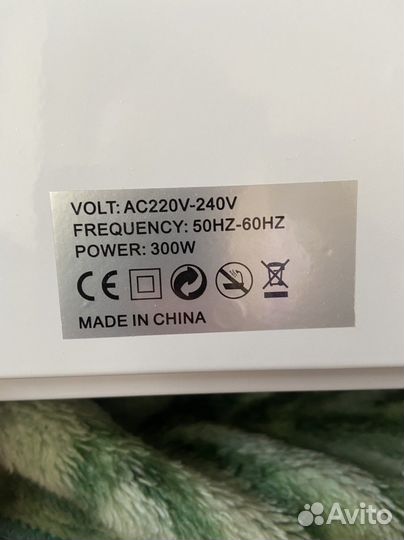 VOLT: AC220V-240V
FREQUENCY: 50HZ-60HZ
POWER: 300W
CE
MADE IN CHINA
Avito